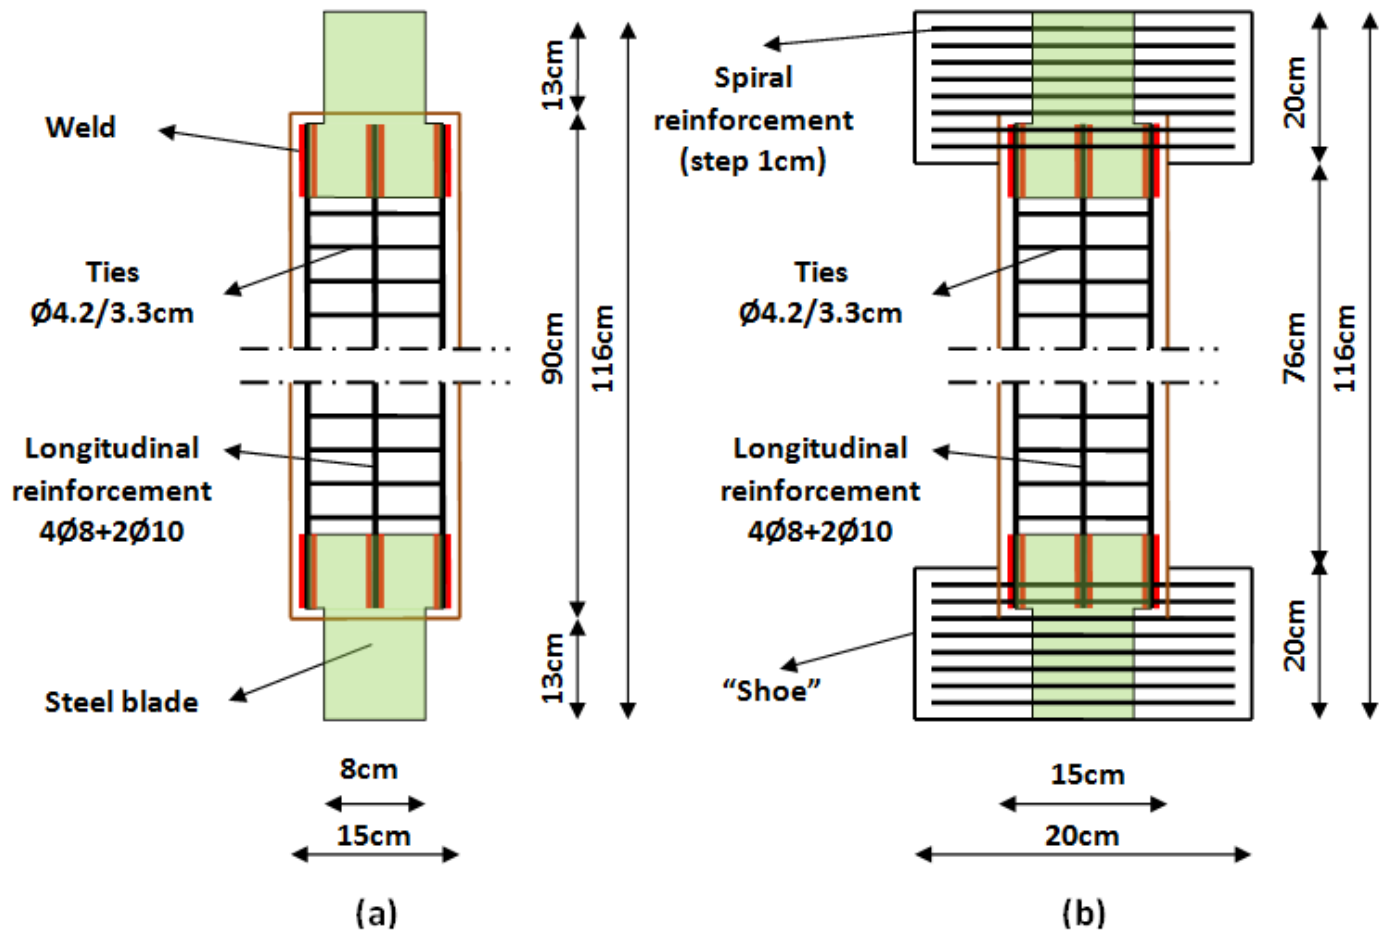 Weld
Ties
Ø4.2/3.3cm
Longitudinal
reinforcement
4Ø8+2Ø10
Steel blade
13cm
90cm
13cm
116cm
8cm
15cm
(a)
Spiral
reinforcement
(step 1cm)
Ties
Ø4.2/3.3cm
Longitudinal
reinforcement
4Ø8+2Ø10
“Shoe”
20cm
76cm
20cm
116cm
15cm
20cm
(b)